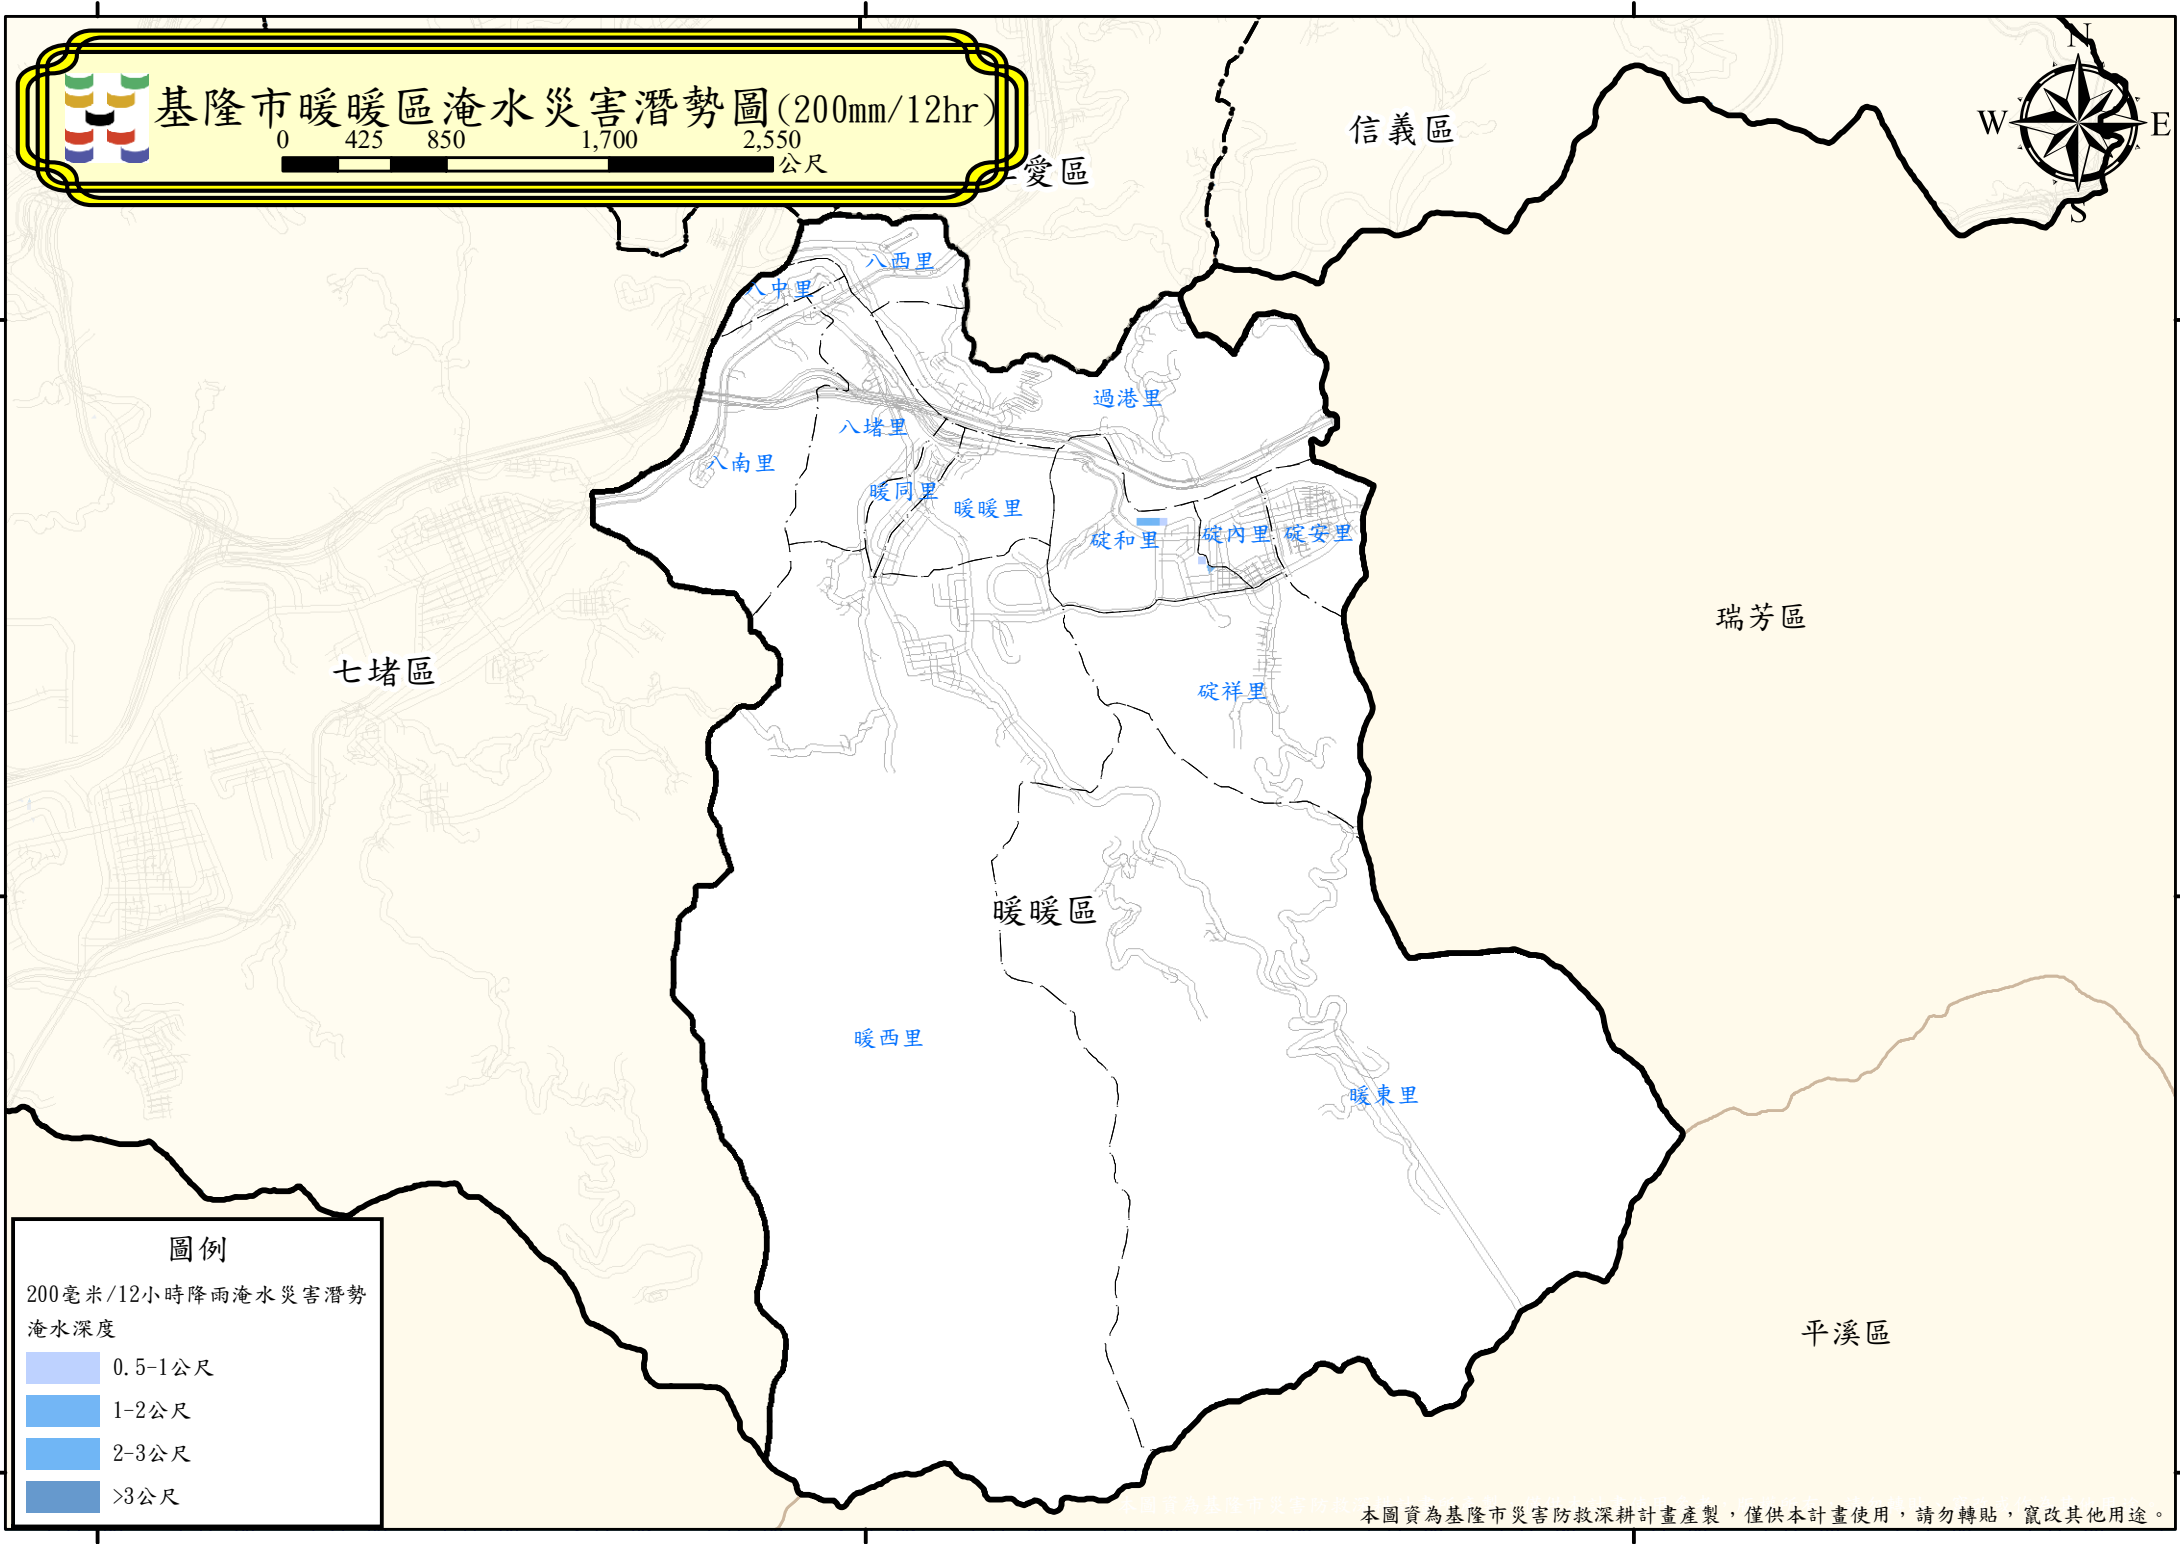 基隆市暖暖區淹水災害潛勢圖(200mm/12hr)
0 425 850 1,700 2,550
公尺
N
W E
S
信義區
愛區
八西里
八中里
過港里
八堵里
八南里
暖同里
暖暖里
碇和里
碇內里
碇安里
瑞芳區
七堵區
碇祥里
暖暖區
暖西里
暖東里
平溪區
圖例
200毫米/12小時降雨淹水災害潛勢
淹水深度
0.5-1公尺
1-2公尺
2-3公尺
>3公尺
本圖資為基隆市災害防救深耕計畫產製，僅供本計畫使用，請勿轉貼，竄改其他用途。